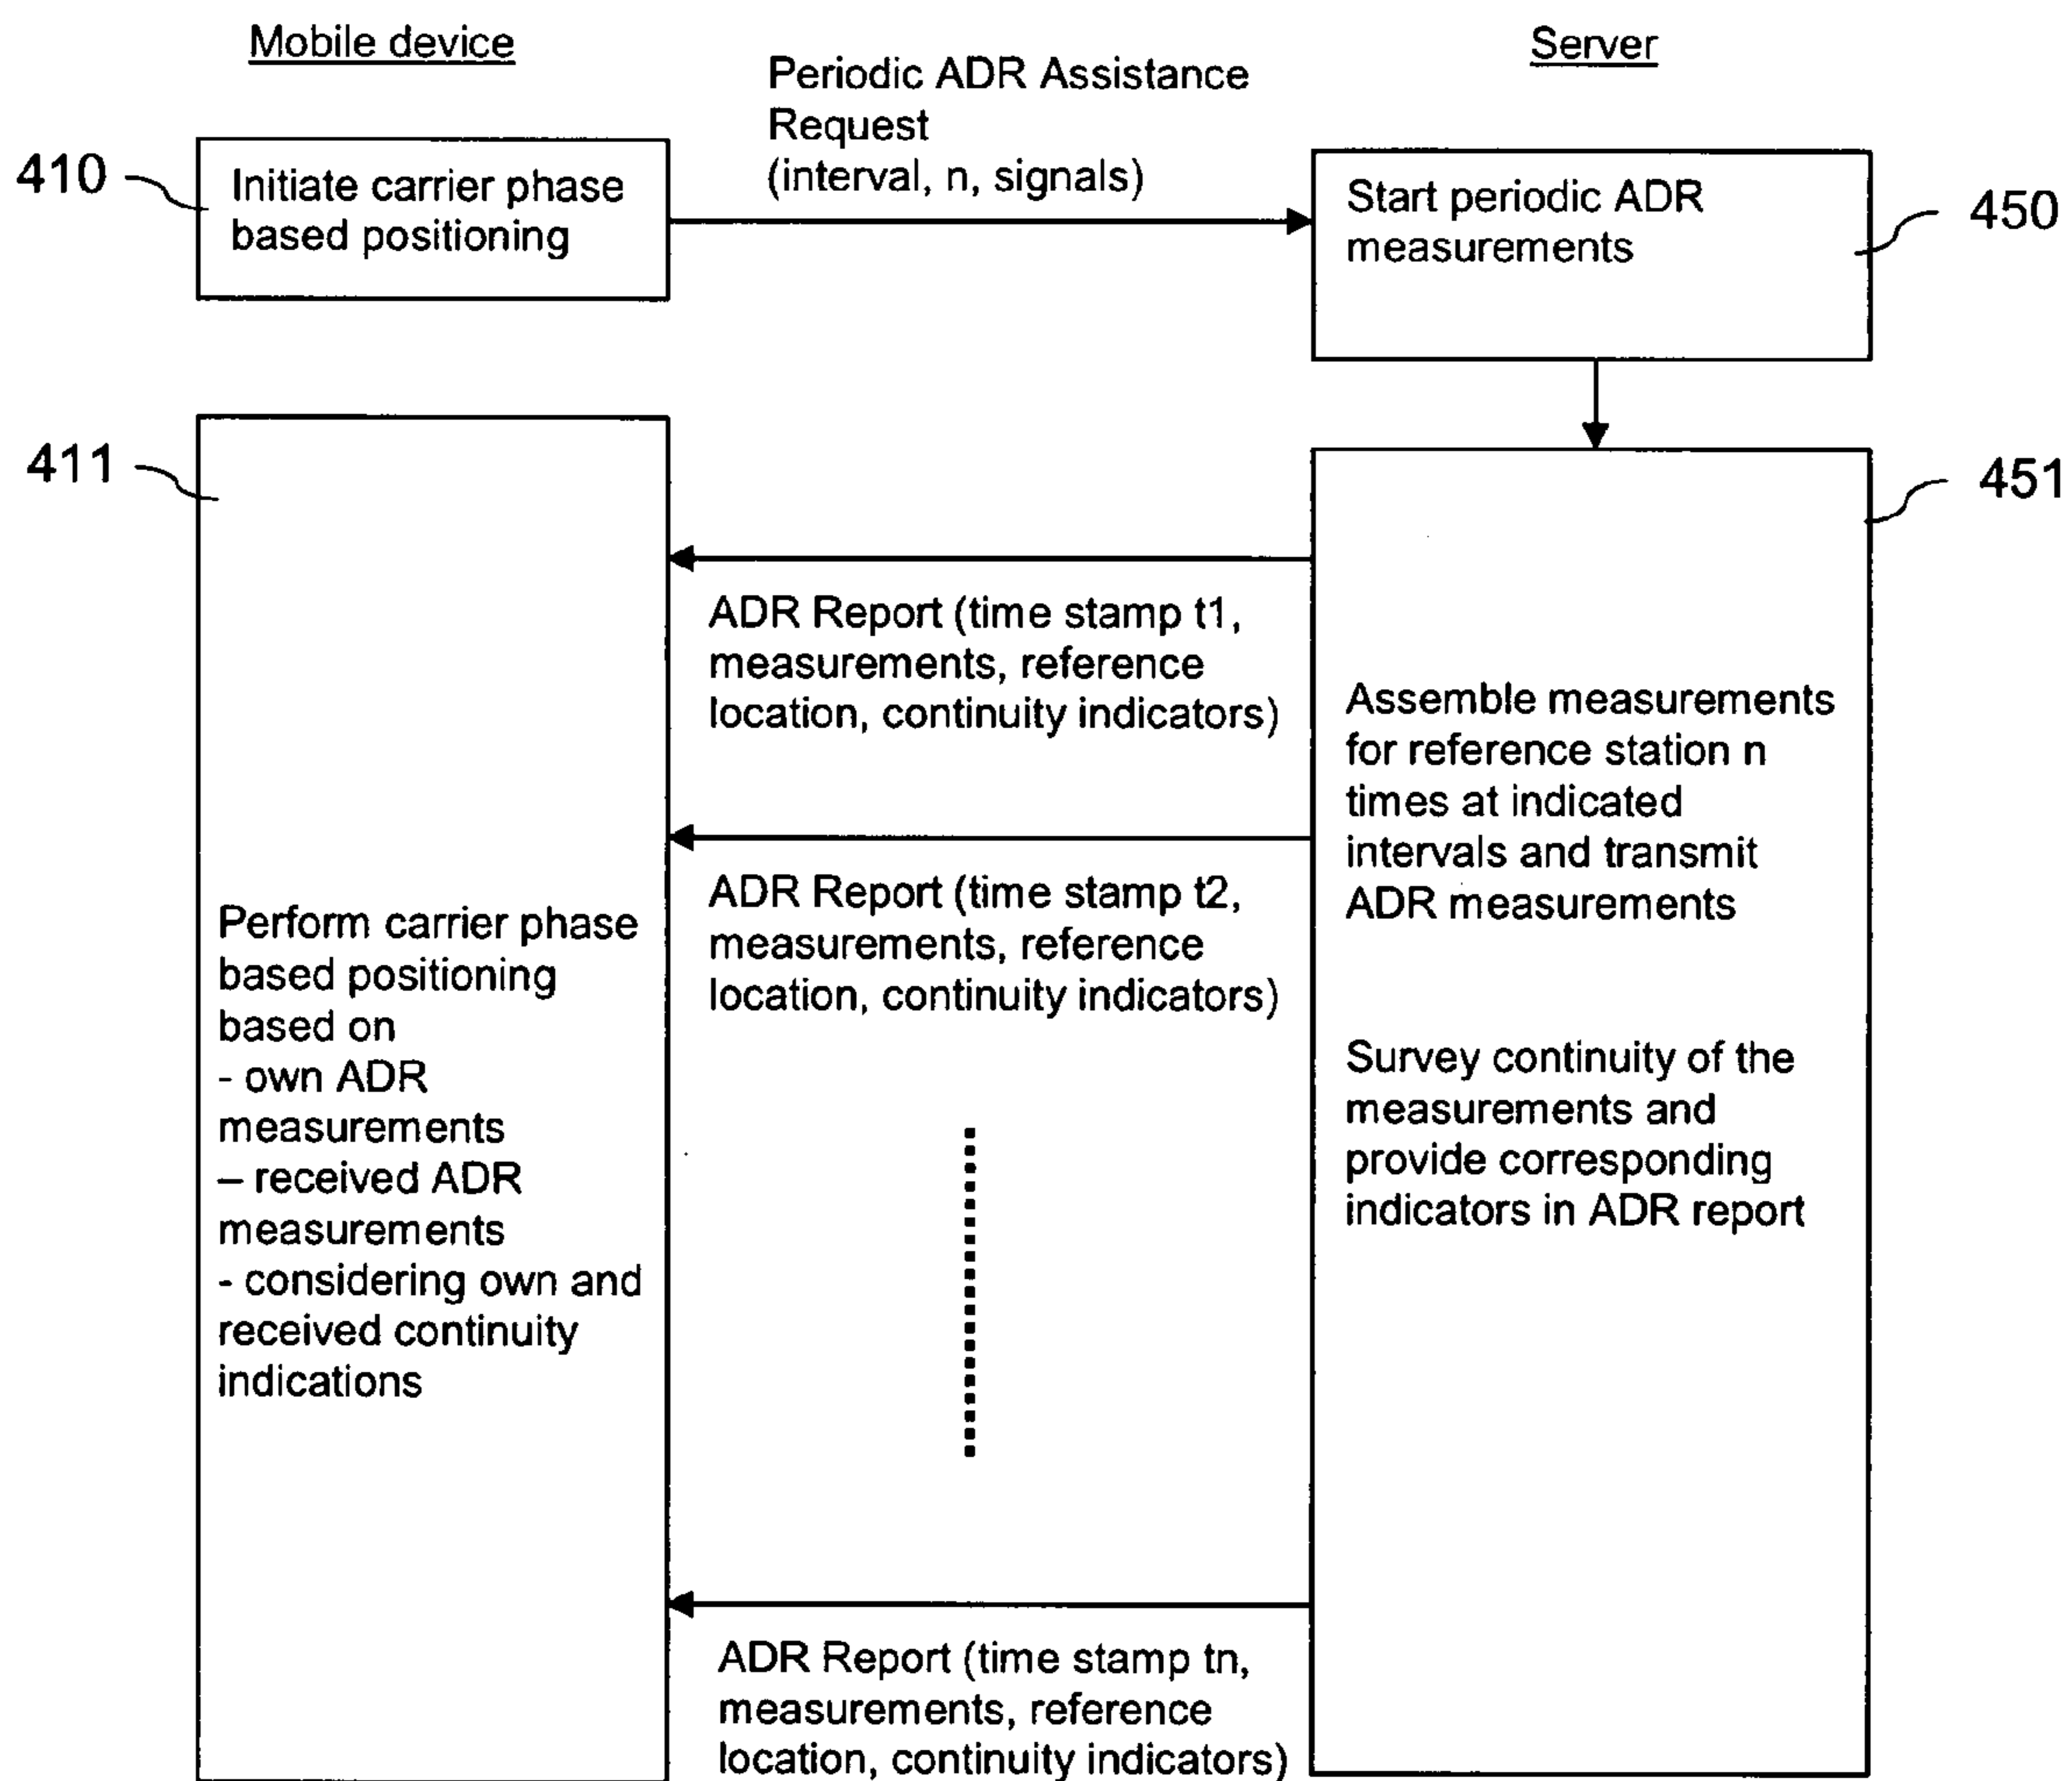 Mobile device
Server
Periodic ADR Assistance
Request
(interval, n, signals)
410
Initiate carrier phase
based positioning
Start periodic ADR
measurements
450
411
451
ADR Report (time stamp t1,
measurements, reference
location, continuity indicators)
ADR Report (time stamp t2,
measurements, reference
location, continuity indicators)
Assemble measurements
for reference station n
times at indicated
intervals and transmit
ADR measurements
Survey continuity of the
measurements and
provide corresponding
indicators in ADR report
Perform carrier phase
based positioning
based on
- own ADR
measurements
– received ADR
measurements
- considering own and
received continuity
indications
ADR Report (time stamp tn,
measurements, reference
location, continuity indicators)